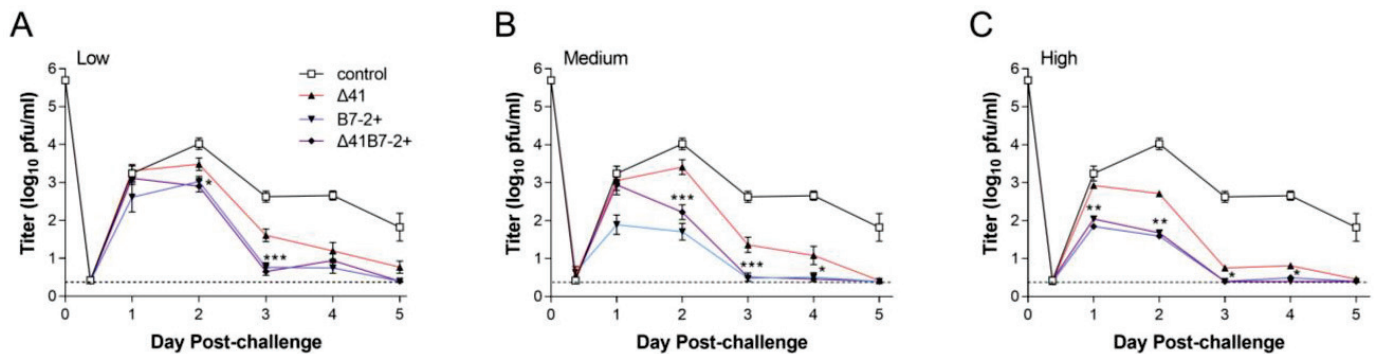 A
Low
control
Δ41
B7-2+
Δ41B7-2+
Titer (log10 pfu/ml)
6
5
4
3
2
1
0
*
***
0 1 2 3 4 5
Day Post-challenge
B
Medium
Titer (log10 pfu/ml)
6
5
4
3
2
1
0
***
***
*
0 1 2 3 4 5
Day Post-challenge
C
High
Titer (log10 pfu/ml)
6
5
4
3
2
1
0
**
**
*
*
0 1 2 3 4 5
Day Post-challenge